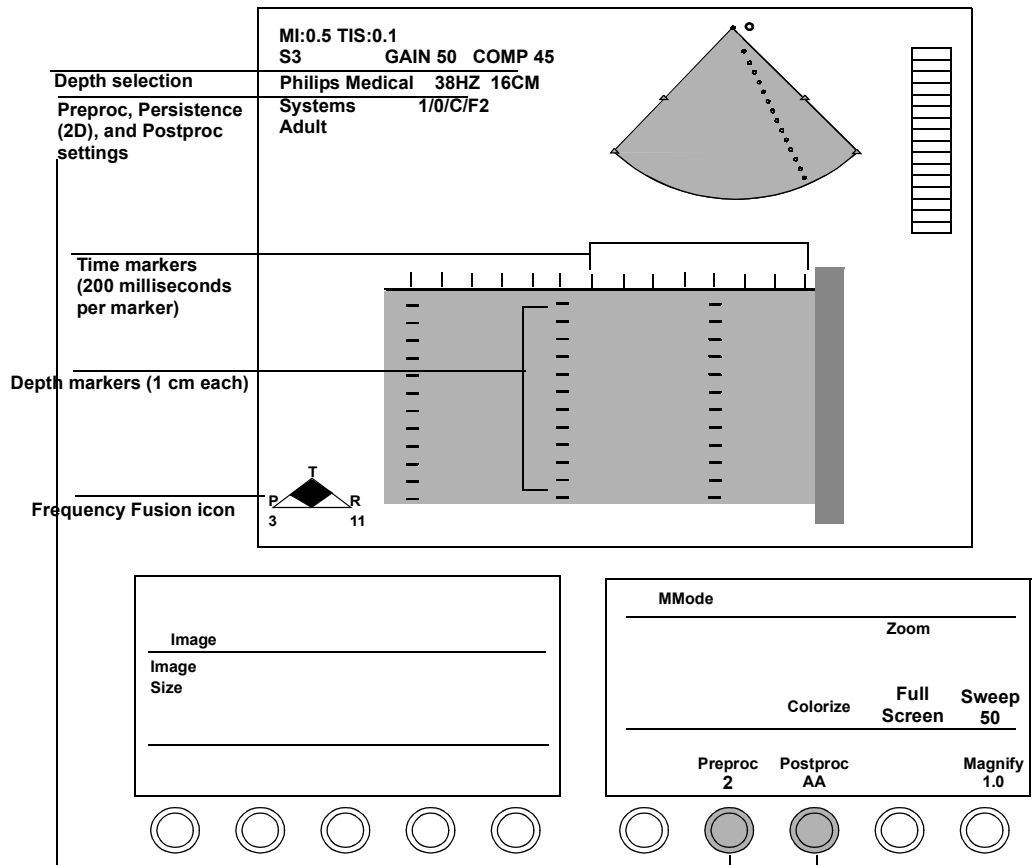 MI:0.5 TIS:0.1
S3 GAIN 50 COMP 45
Depth selection
Philips Medical 38HZ 16CM
Preproc, Persistence
(2D), and Postproc
settings
Systems 1/0/C/F2
Adult
Time markers
(200 milliseconds
per marker)
Depth markers (1 cm each)
Frequency Fusion icon
T
P R
3 11
Image
Image
Size
MMode
Zoom
Colorize
Full
Screen
Sweep
50
Preproc
2
Postproc
AA
Magnify
1.0